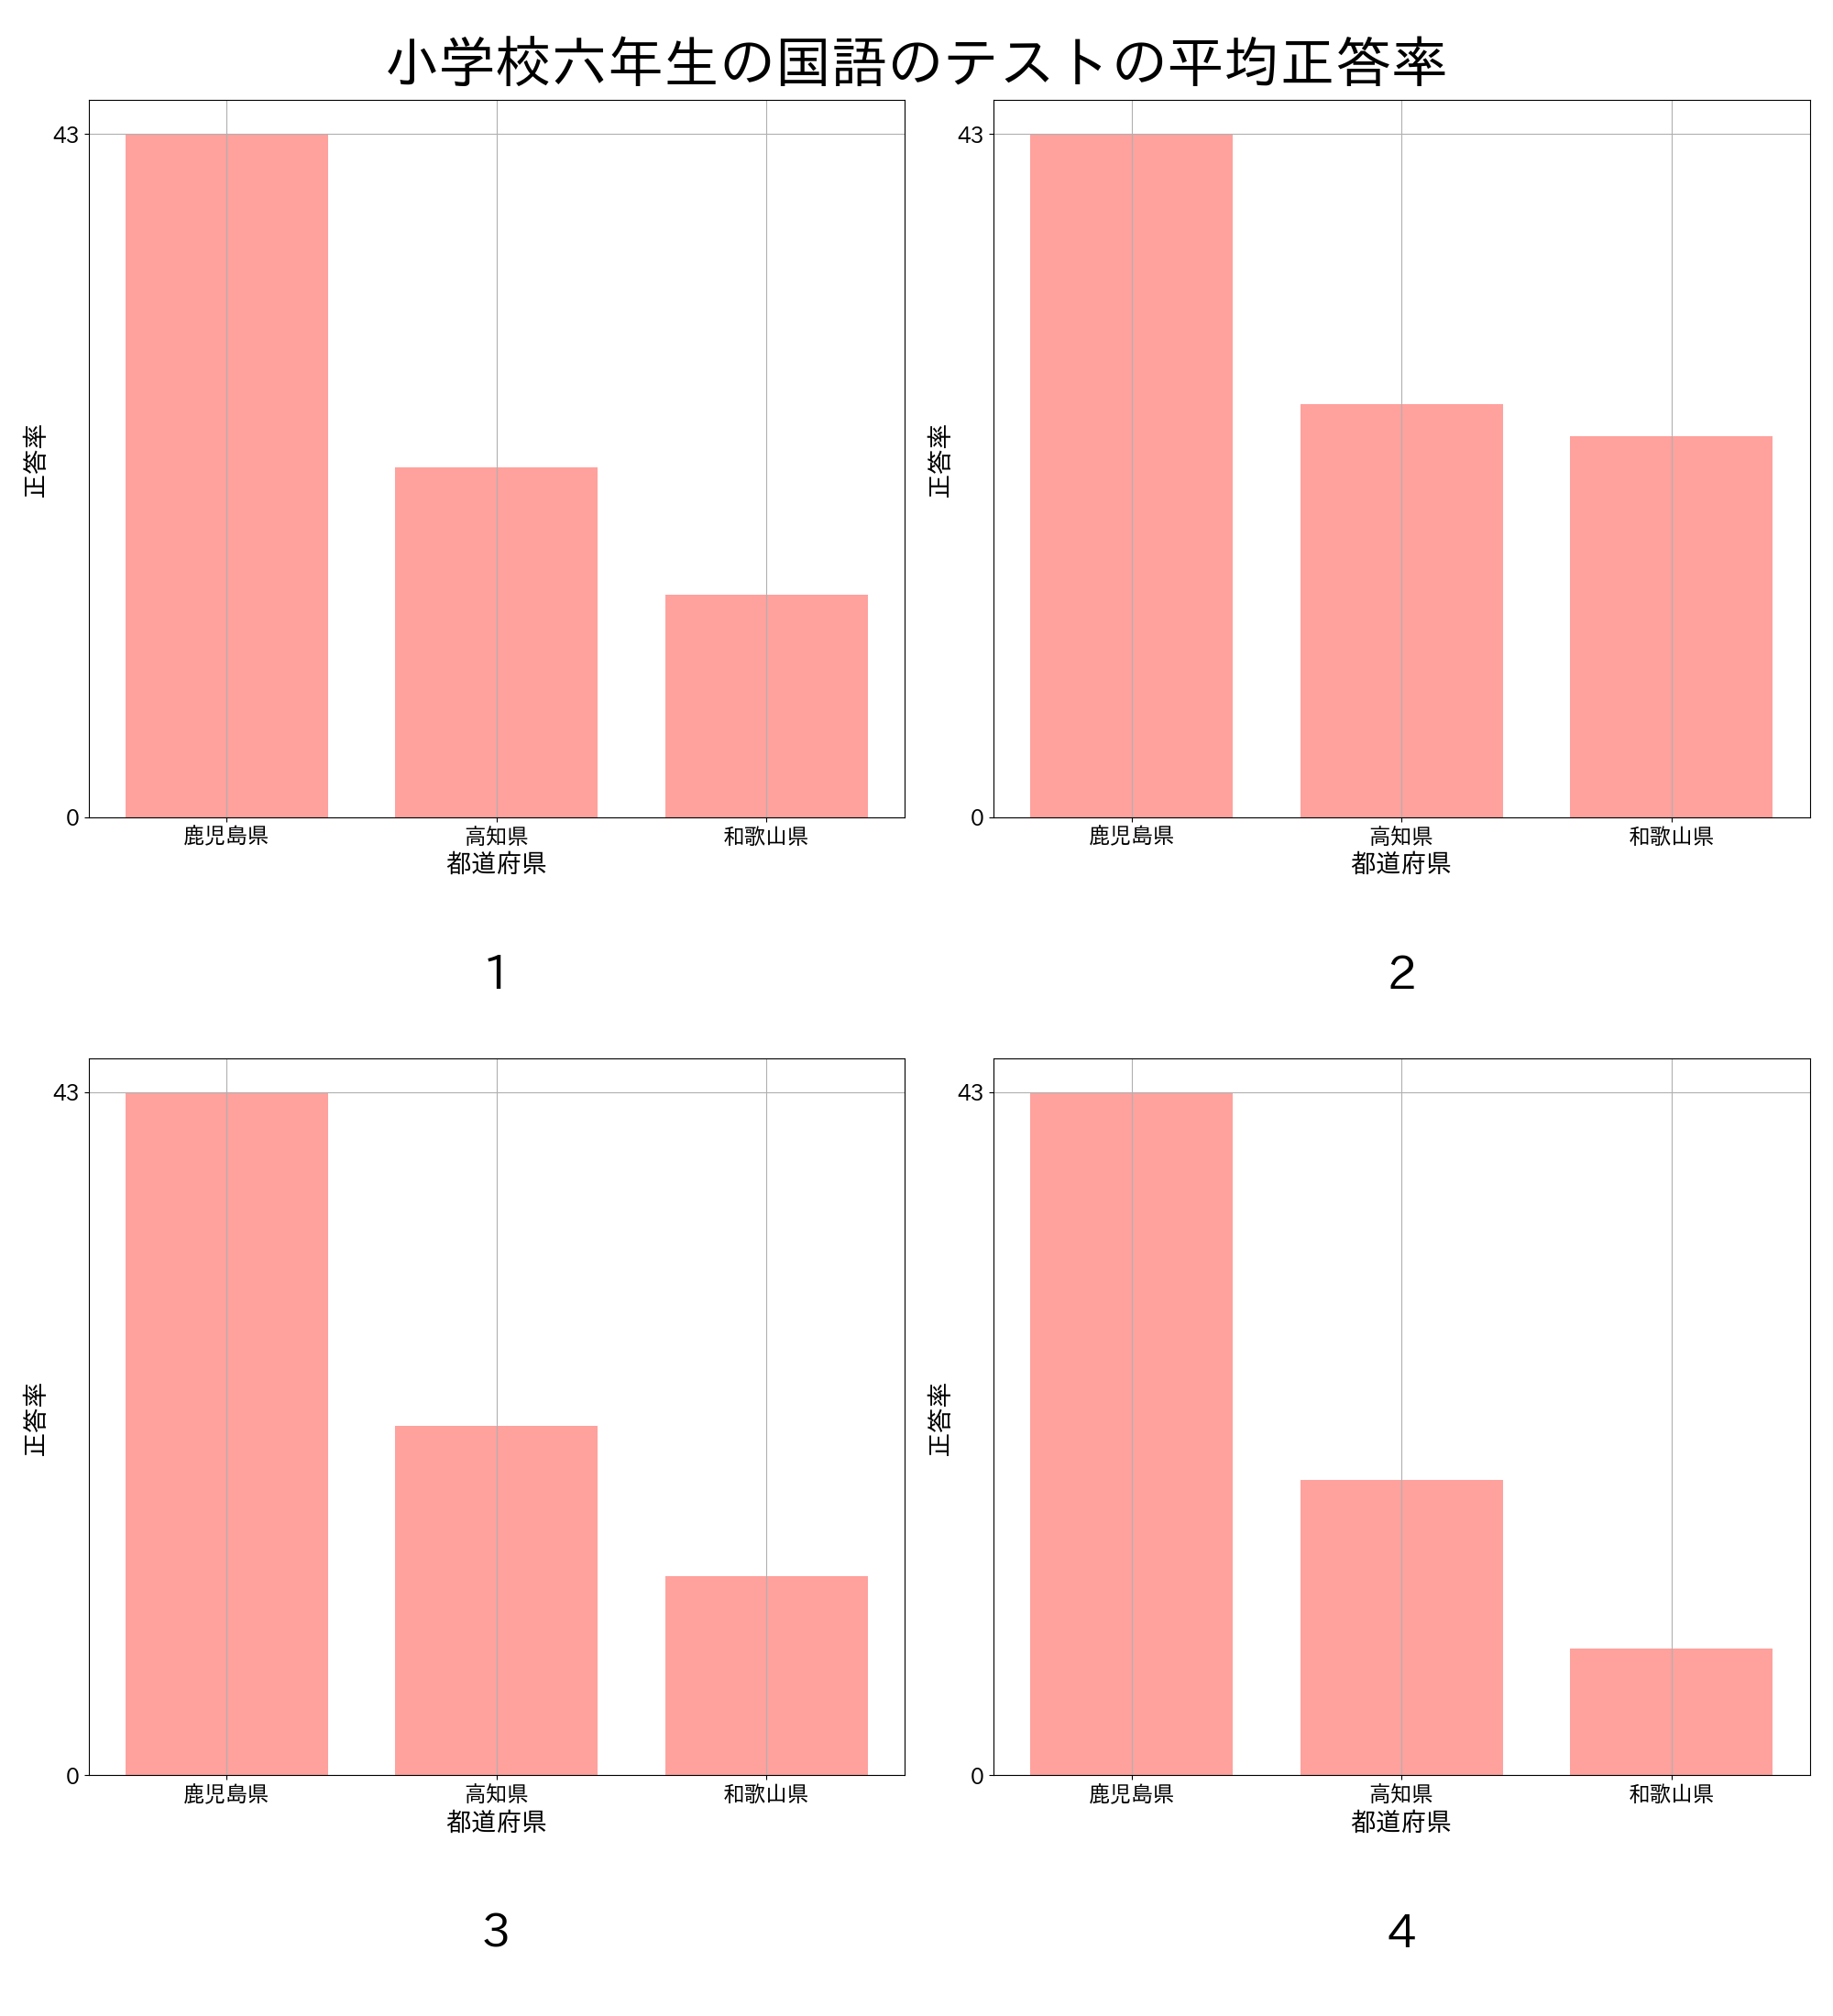 小学校六年生の国語のテストの平均正答率
43
0
正答率
鹿児島県 高知県 和歌山県
都道府県
1
43
0
正答率
鹿児島県 高知県 和歌山県
都道府県
2
43
0
正答率
鹿児島県 高知県 和歌山県
都道府県
3
43
0
正答率
鹿児島県 高知県 和歌山県
都道府県
4